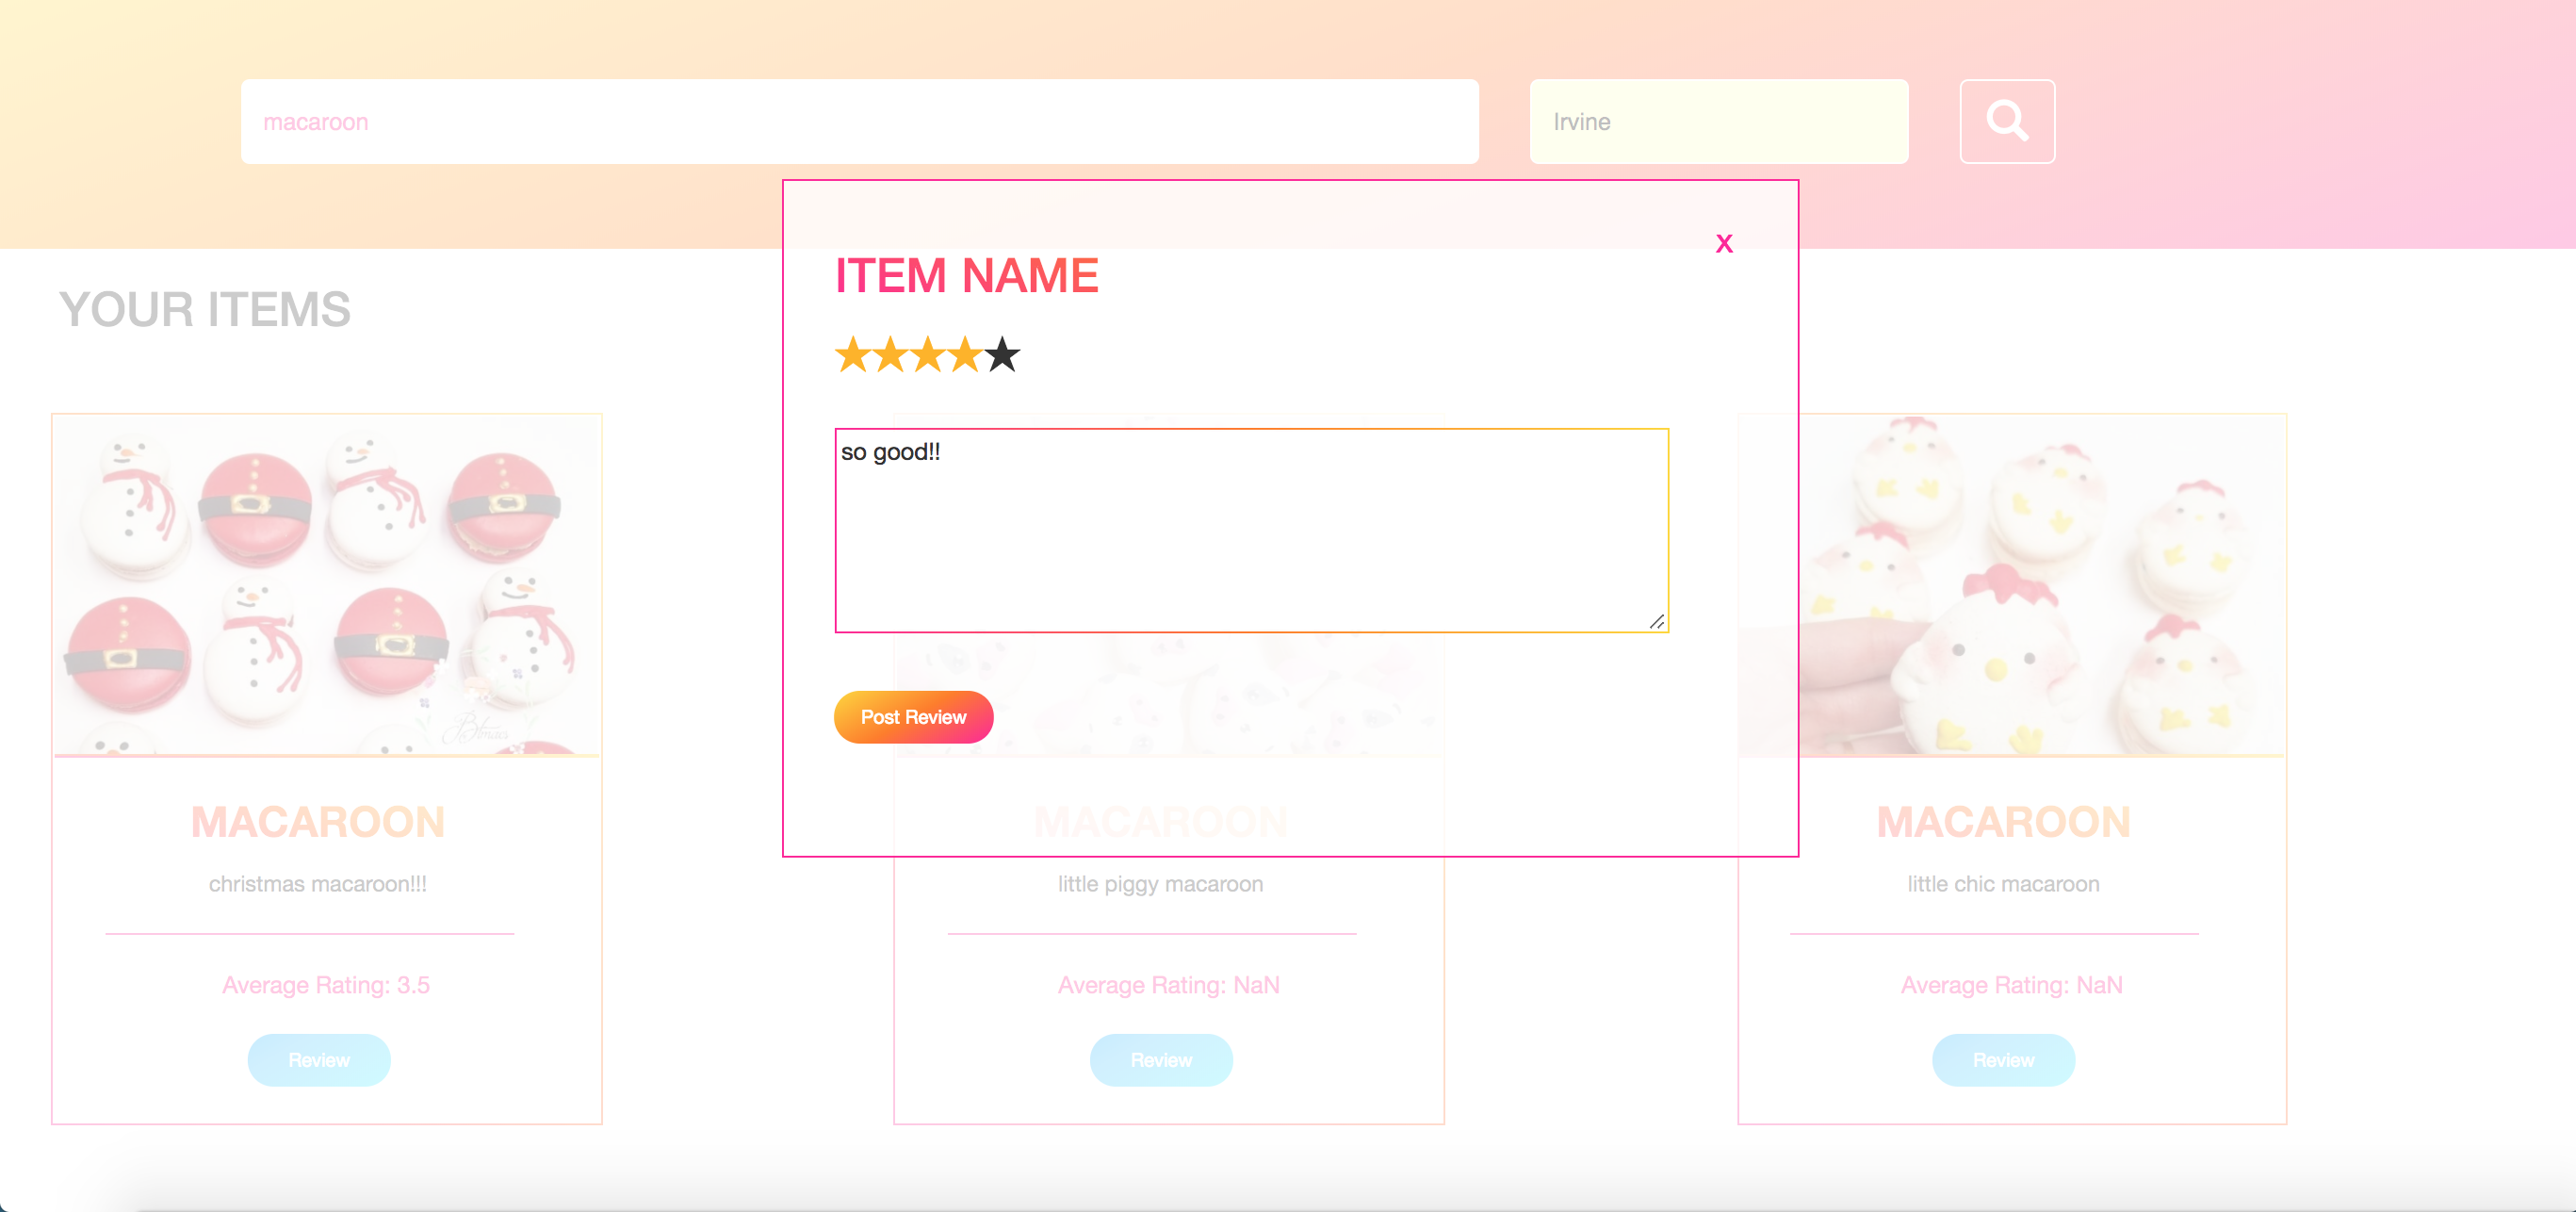 macaroon
Irvine
x
ITEM NAME
YOUR ITEMS
so good!!
Post Review
MACAROON
MACAROON
MACAROON
christmas macaroon!!!
little piggy macaroon
little chic macaroon
Average Rating: 3.5
Average Rating: NaN
Average Rating: NaN
Review
Review
Review